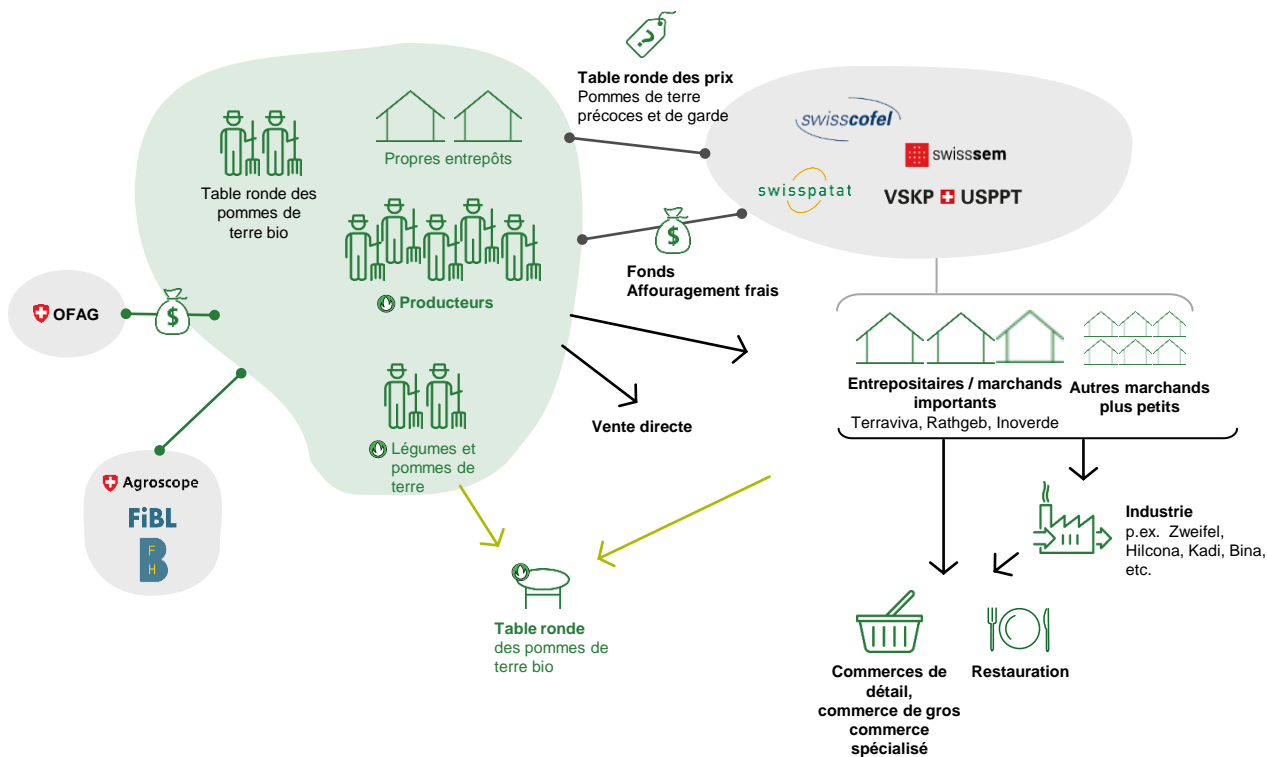 ?
Table ronde des prix
Pommes de terre
précoces et de garde
Propres entrepôts
Table ronde des
pommes de
terre bio
swisscofel
swisssem
swisspatat
VSKP USPPT
$
Fonds
Affouragement frais
Producteurs
OFAG
$
Légumes et
pommes de
terre
Vente directe
Entrepositaires / marchands
importants
Terraviva, Rathgeb, Inoverde
Autres marchands
plus petits
Agroscope
FiBL
B
F
H
Industrie
p.ex. Zweifel,
Hilcona, Kadi, Bina,
etc.
Table ronde
des pommes de
terre bio
Commerces de
détail,
commerce de gros
commerce
spécialisé
Restauration